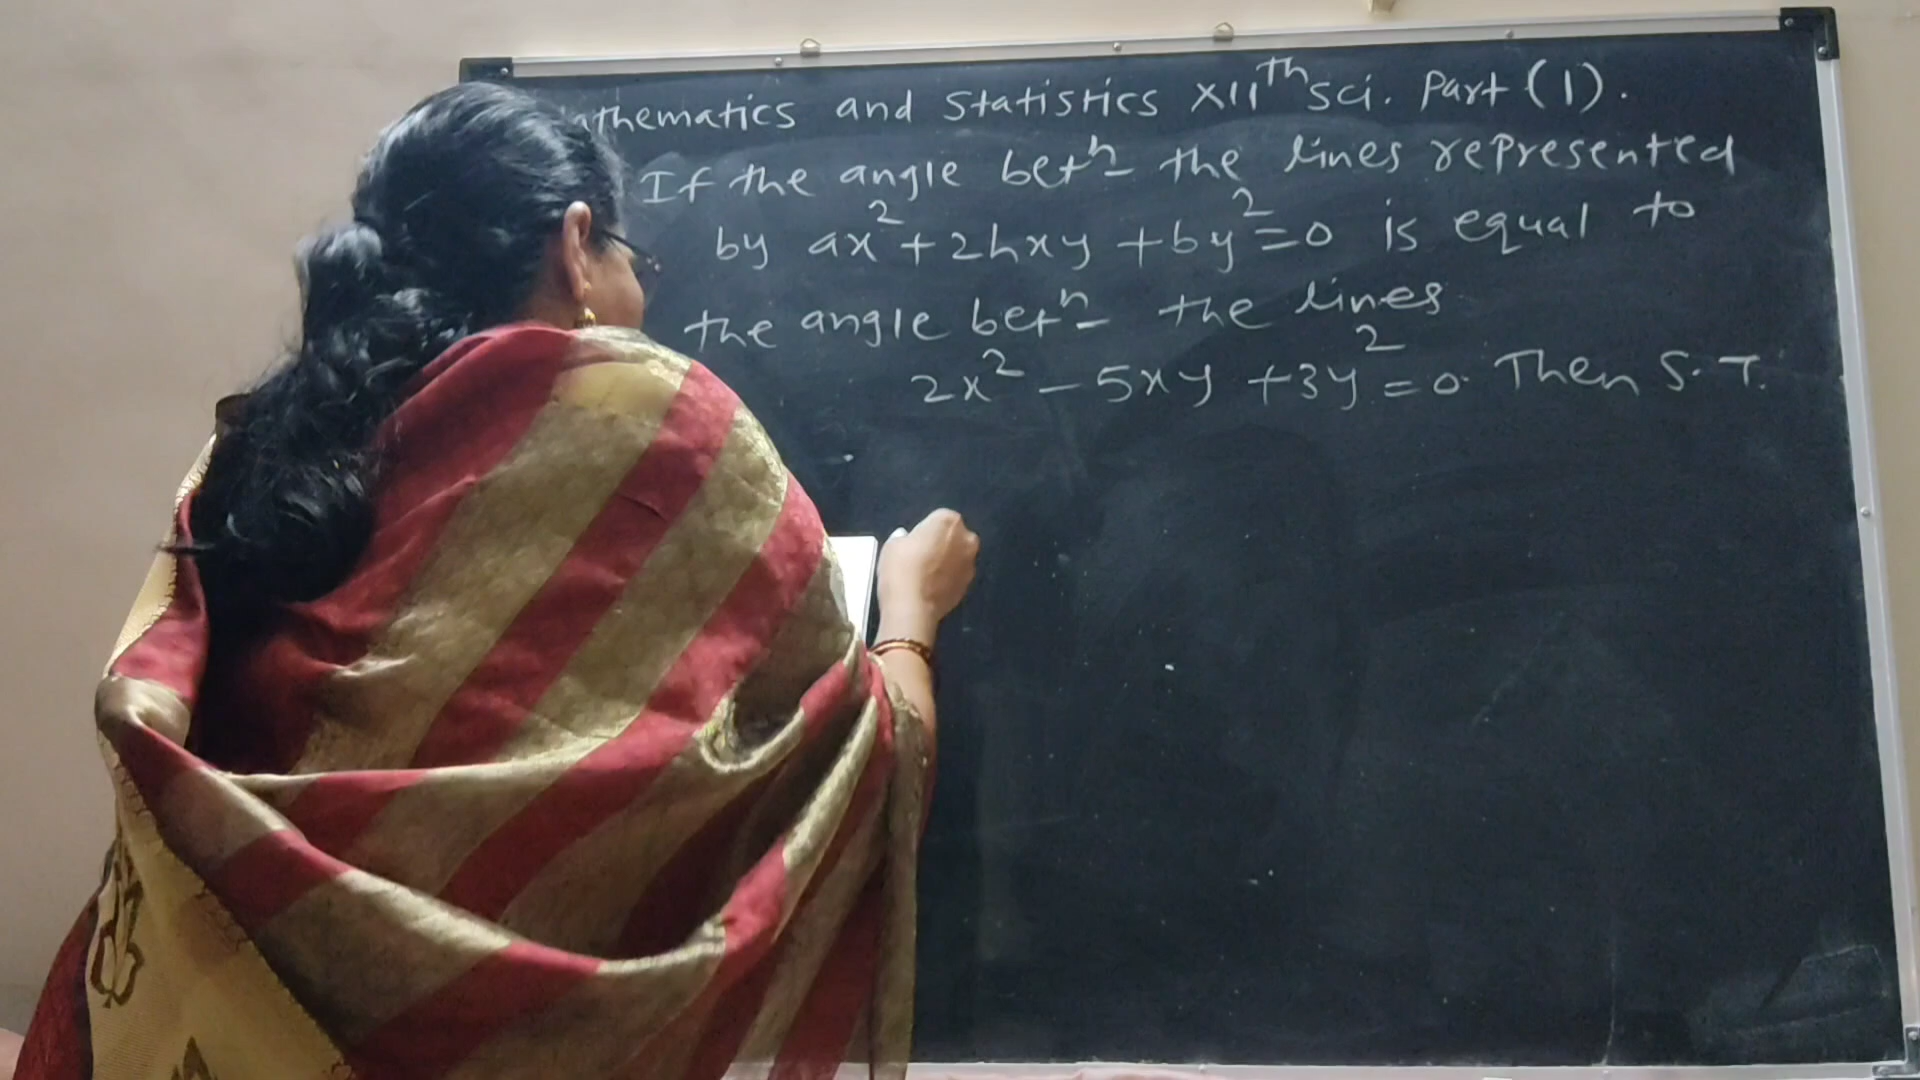 athematics and Statistics XIIth sci. Part (1).
If the angle betn the lines represented
by ax²+2hxy+by²=0 is equal to
the angle betn the lines
2x²-5xy+3y²=0. Then S.T.